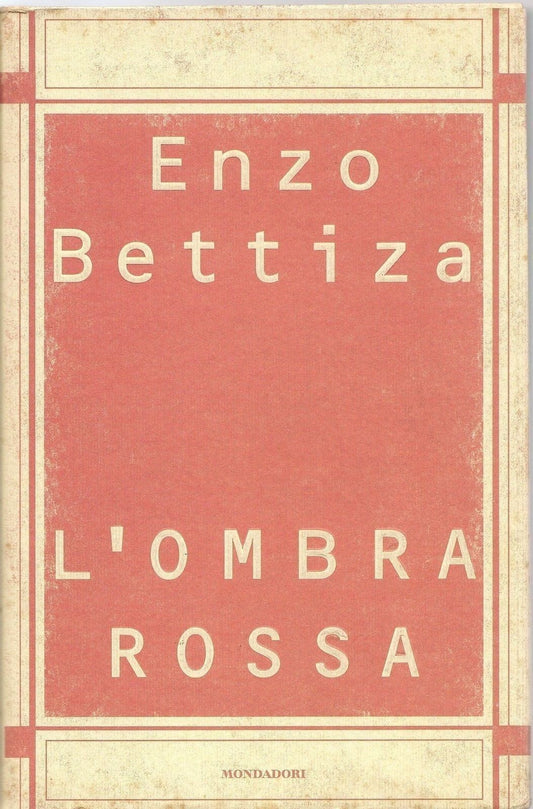 Enzo
Bettiza
L'OMBRA
ROSSA
MONDADORI